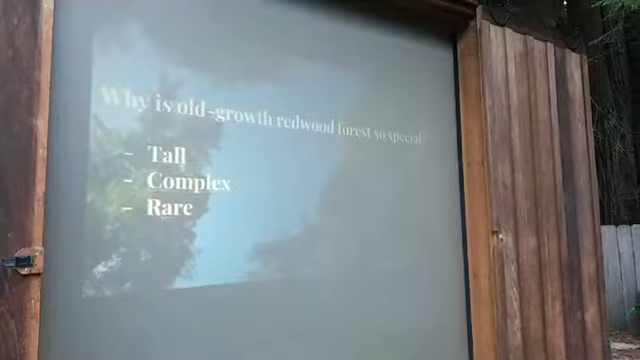 Why is old-growth redwood forest so special?
- Tall
- Complex
- Rare